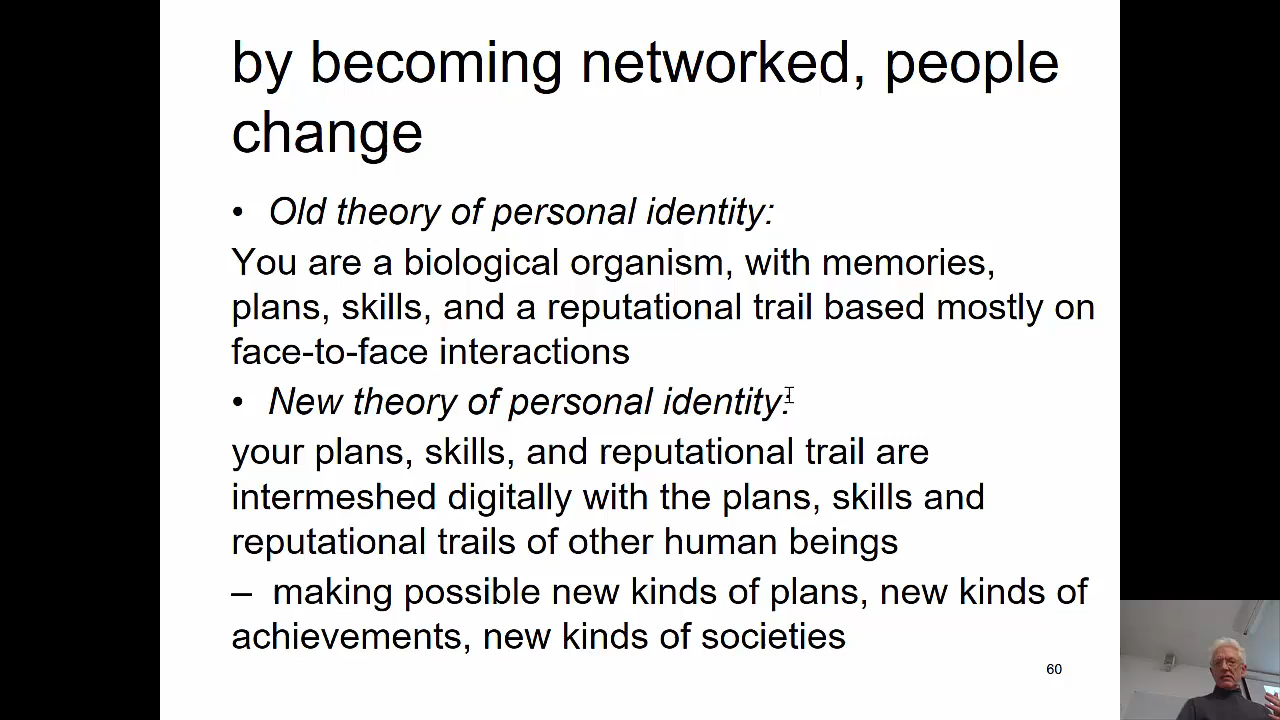 by becoming networked, people
change
• Old theory of personal identity:
You are a biological organism, with memories,
plans, skills, and a reputational trail based mostly on
face-to-face interactions
• New theory of personal identity:
your plans, skills, and reputational trail are
intermeshed digitally with the plans, skills and
reputational trails of other human beings
– making possible new kinds of plans, new kinds of
achievements, new kinds of societies
60